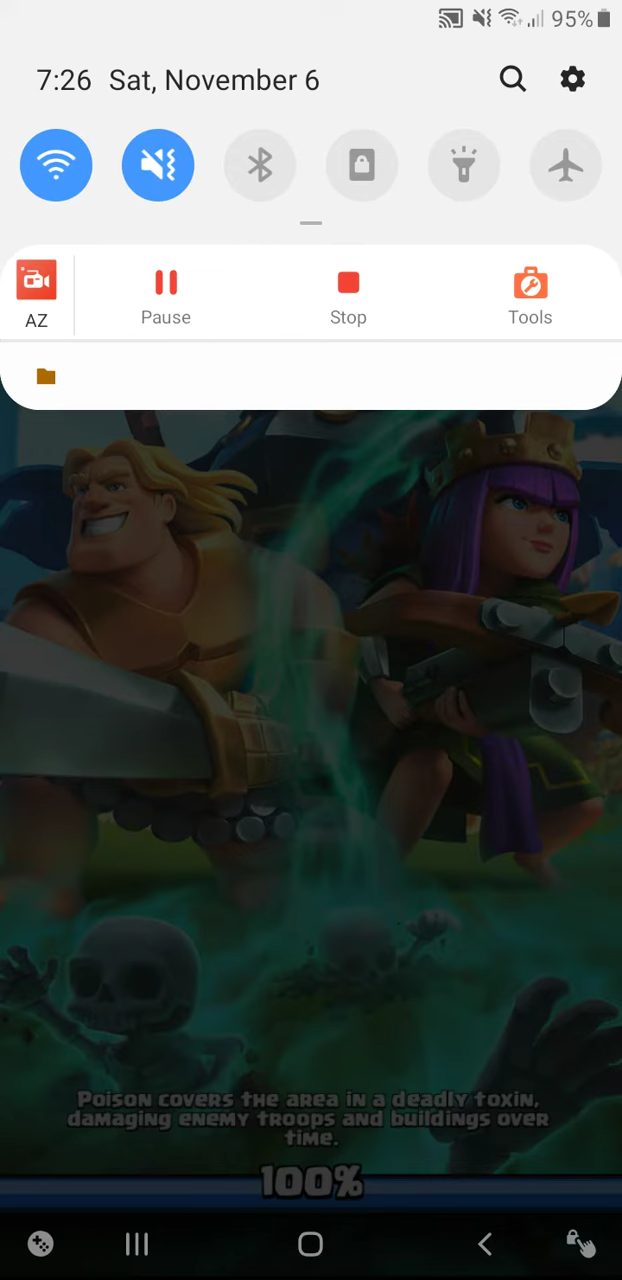 95%
7:26 Sat, November 6
AZ
Pause
Stop
Tools
Poison covers the area in a deadly toxin,
damaging enemy troops and buildings over
time.
100%